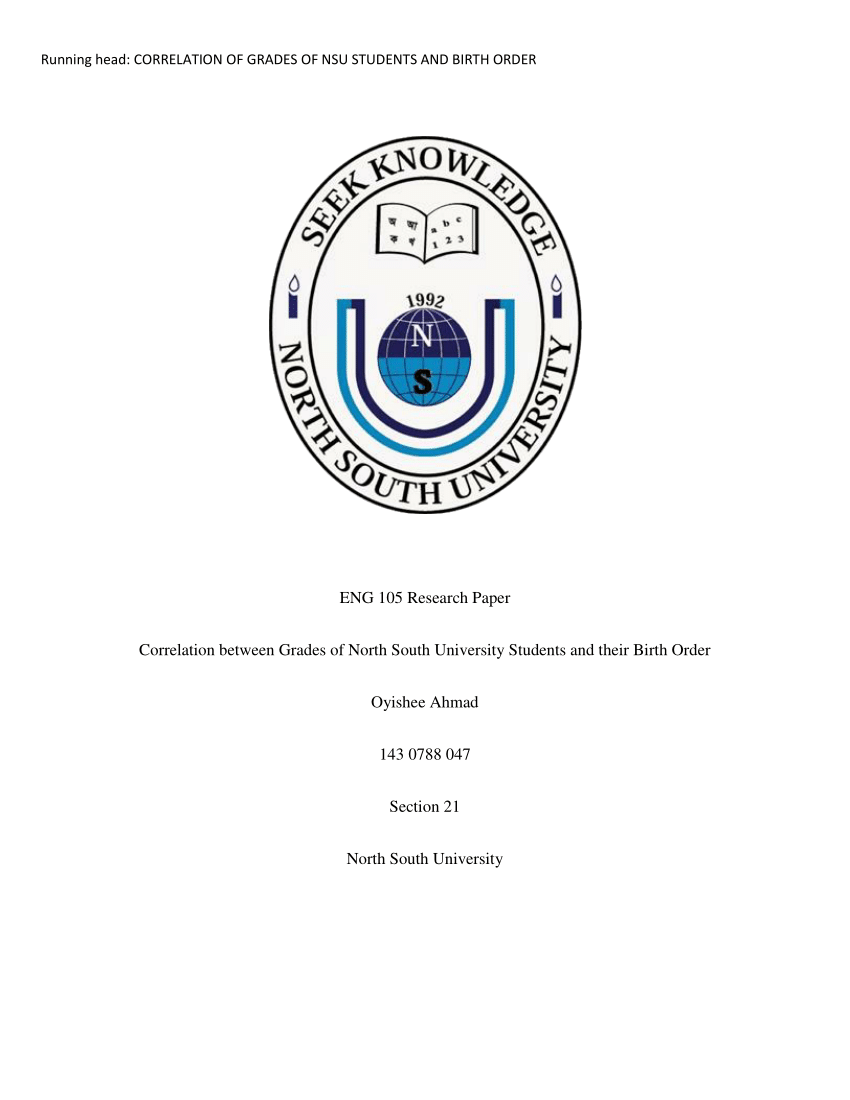 Running head: CORRELATION OF GRADES OF NSU STUDENTS AND BIRTH ORDER
SEEK KNOWLEDGE
অ আ a b c
ক খ 1 2 3
1992
N
S
NORTH SOUTH UNIVERSITY
ENG 105 Research Paper
Correlation between Grades of North South University Students and their Birth Order
Oyishee Ahmad
143 0788 047
Section 21
North South University